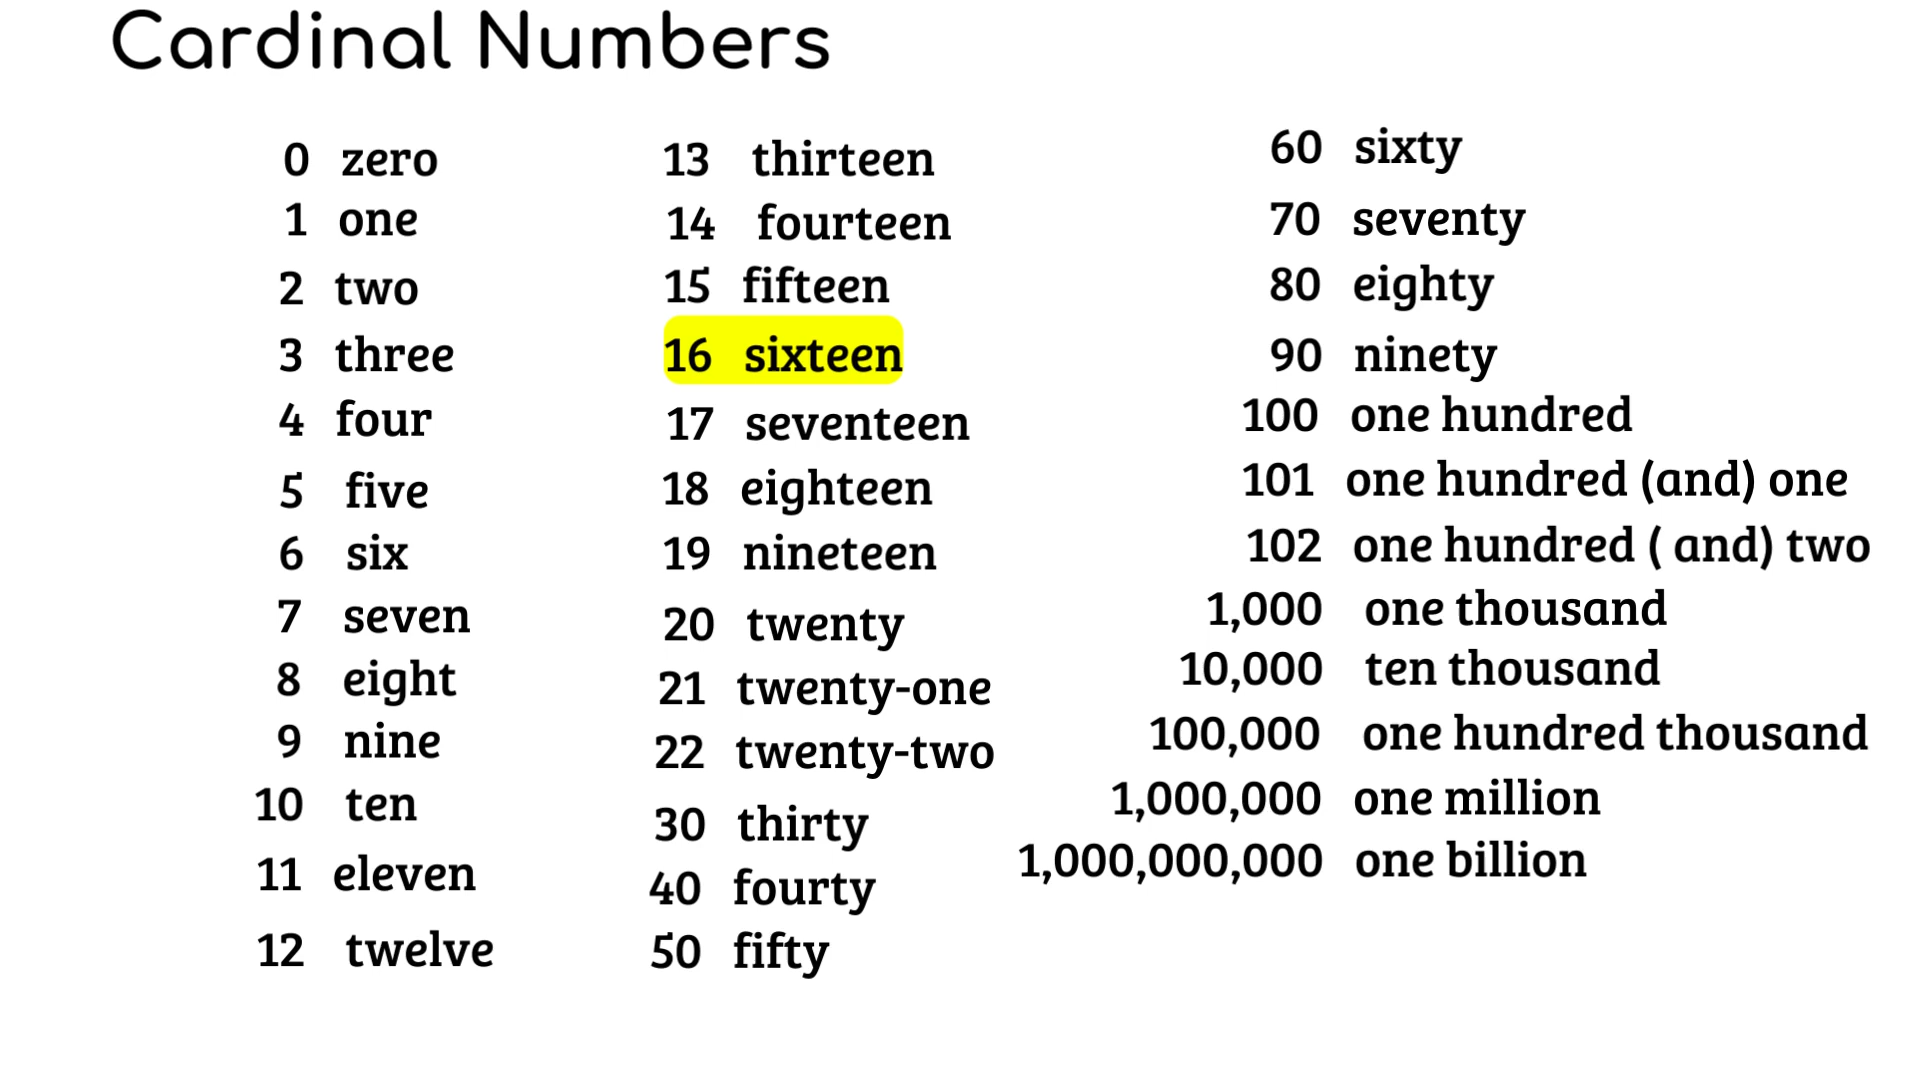 Cardinal Numbers
0 zero
1 one
2 two
3 three
4 four
5 five
6 six
7 seven
8 eight
9 nine
10 ten
11 eleven
12 twelve
13 thirteen
14 fourteen
15 fifteen
16 sixteen
17 seventeen
18 eighteen
19 nineteen
20 twenty
21 twenty-one
22 twenty-two
30 thirty
40 fourty
50 fifty
60 sixty
70 seventy
80 eighty
90 ninety
100 one hundred
101 one hundred (and) one
102 one hundred ( and) two
1,000 one thousand
10,000 ten thousand
100,000 one hundred thousand
1,000,000 one million
1,000,000,000 one billion